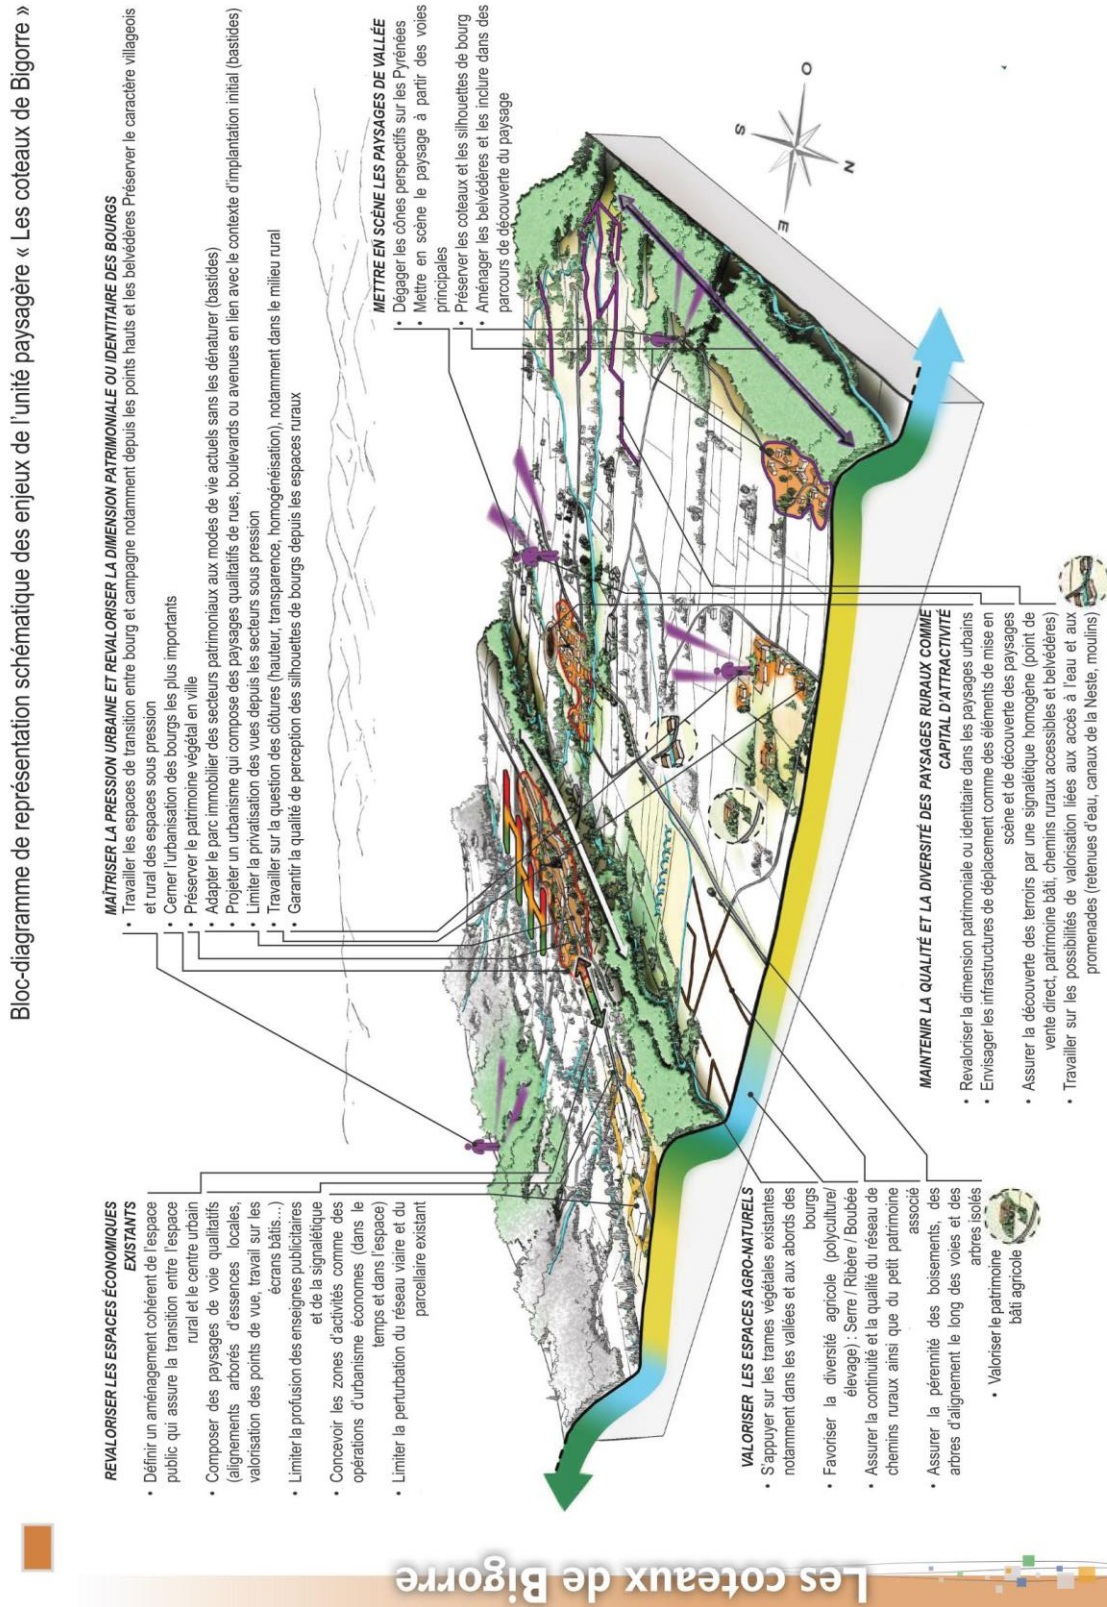 Bloc-diagramme de représentation schématique des enjeux de l'unité paysagère « Les coteaux de Bigorre »
REVALORISER LES ESPACES ÉCONOMIQUES
EXISTANTS
• Définir un aménagement cohérent de l'espace
public qui assure la transition entre l'espace
rural et le centre urbain
• Composer des paysages de voie qualitatifs
(alignements arborés d'essences locales,
valorisation des points de vue, travail sur les
écrans bâtis...)
• Limiter la profusion des enseignes publicitaires
et de la signalétique
• Concevoir les zones d'activités comme des
opérations d'urbanisme économes (dans le
temps et dans l'espace)
• Limiter la perturbation du réseau viaire et du
parcellaire existant
MAÎTRISER LA PRESSION URBAINE ET REVALORISER LA DIMENSION PATRIMONIALE OU IDENTITAIRE DES BOURGS
• Travailler les espaces de transition entre bourg et campagne notamment depuis les points hauts et les belvédères Préserver le caractère villageois
et rural des espaces sous pression
• Cerner l'urbanisation des bourgs les plus importants
• Préserver le patrimoine végétal en ville
• Adapter le parc immobilier des secteurs patrimoniaux aux modes de vie actuels sans les dénaturer (bastides)
• Projeter un urbanisme qui compose des paysages qualitatifs de rues, boulevards ou avenues en lien avec le contexte d'implantation initial (bastides)
• Limiter la privatisation des vues depuis les secteurs sous pression
• Travailler sur la question des clôtures (hauteur, transparence, homogénéisation), notamment dans le milieu rural
• Garantir la qualité de perception des silhouettes de bourgs depuis les espaces ruraux
METTRE EN SCÈNE LES PAYSAGES DE VALLÉE
• Dégager les cônes perspectifs sur les Pyrénées
• Mettre en scène le paysage à partir des voies
principales
• Préserver les coteaux et les silhouettes de bourg
• Aménager les belvédères et les inclure dans des
parcours de découverte du paysage
O
S
N
E
VALORISER LES ESPACES AGRO-NATURELS
• S'appuyer sur les trames végétales existantes
notamment dans les vallées et aux abords des
bourgs
• Favoriser la diversité agricole (polyculture/
élevage) : Serre / Ribère / Boubée
• Assurer la continuité et la qualité du réseau de
chemins ruraux ainsi que du petit patrimoine
associé
• Assurer la pérennité des boisements, des
arbres d'alignement le long des voies et des
arbres isolés
• Valoriser le patrimoine
bâti agricole
MAINTENIR LA QUALITÉ ET LA DIVERSITÉ DES PAYSAGES RURAUX COMME
CAPITAL D'ATTRACTIVITÉ
• Revaloriser la dimension patrimoniale ou identitaire dans les paysages urbains
• Envisager les infrastructures de déplacement comme des éléments de mise en
scène et de découverte des paysages
• Assurer la découverte des terroirs par une signalétique homogène (point de
vente direct, patrimoine bâti, chemins ruraux accessibles et belvédères)
• Travailler sur les possibilités de valorisation liées aux accès à l'eau et aux
promenades (retenues d'eau, canaux de la Neste, moulins)
Les coteaux de Bigorre